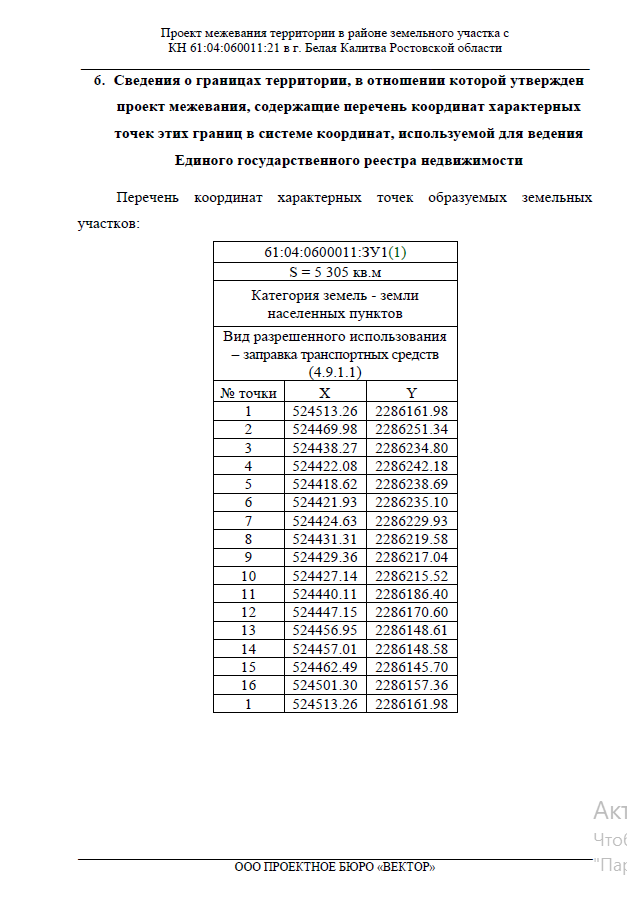 Проект межевания территории в районе земельного участка с
КН 61:04:060011:21 в г. Белая Калитва Ростовской области
6. Сведения о границах территории, в отношении которой утвержден
проект межевания, содержащие перечень координат характерных
точек этих границ в системе координат, используемой для ведения
Единого государственного реестра недвижимости
Перечень координат характерных точек образуемых земельных
участков:
61:04:0600011:ЗУ1(1)
S = 5 305 кв.м
Категория земель - земли
населенных пунктов
Вид разрешенного использования
– заправка транспортных средств
(4.9.1.1)
№ точки X Y
1 524513.26 2286161.98
2 524469.98 2286251.34
3 524438.27 2286234.80
4 524422.08 2286242.18
5 524418.62 2286238.69
6 524421.93 2286235.10
7 524424.63 2286229.93
8 524431.31 2286219.58
9 524429.36 2286217.04
10 524427.14 2286215.52
11 524440.11 2286186.40
12 524447.15 2286170.60
13 524456.95 2286148.61
14 524457.01 2286148.58
15 524462.49 2286145.70
16 524501.30 2286157.36
1 524513.26 2286161.98
Акт
Чтоб
"Пар
ООО ПРОЕКТНОЕ БЮРО «ВЕКТОР»